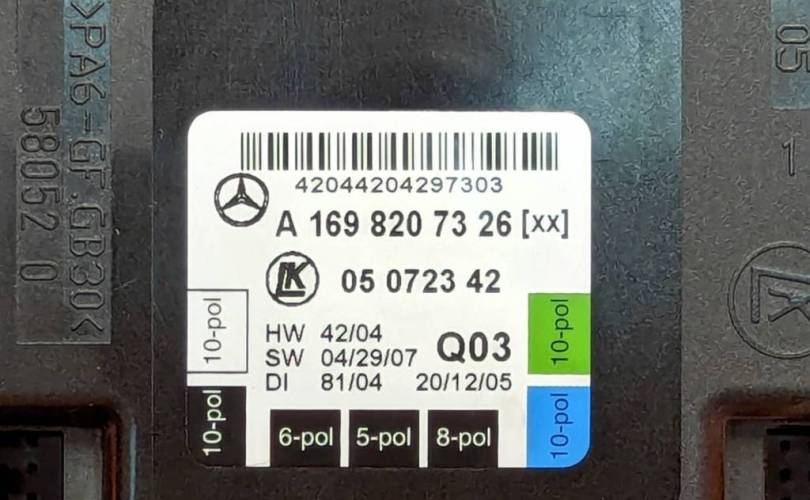 >PA6-GF.GB30<
58052 0
05
1
LK
42044204297303
A 169 820 73 26 [xx]
LK 05 0723 42
HW 42/04
SW 04/29/07
DI 81/04 20/12/05
Q03
10-pol
10-pol
10-pol
10-pol
6-pol 5-pol 8-pol